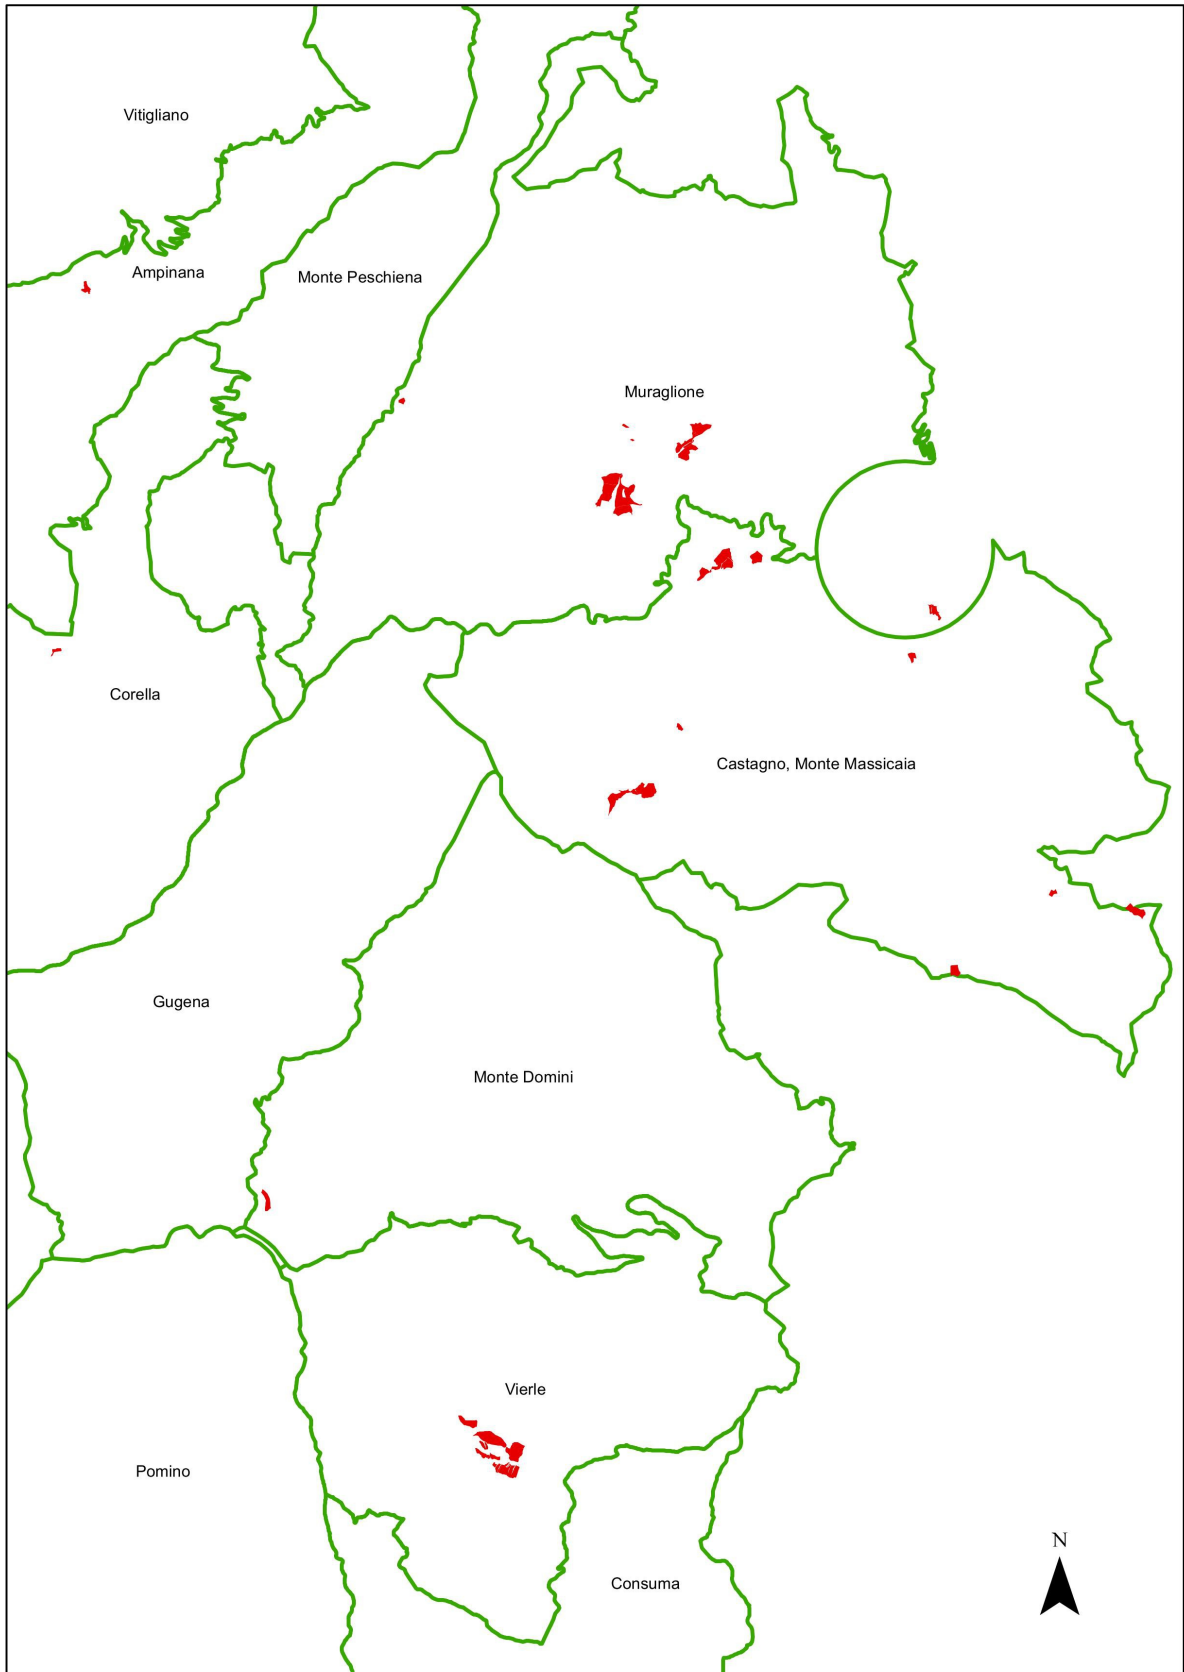 Vitigliano
Ampinana
Monte Peschiena
Muraglione
Corella
Castagno, Monte Massicaia
Gugena
Monte Domini
Vierle
Pomino
Consuma
N